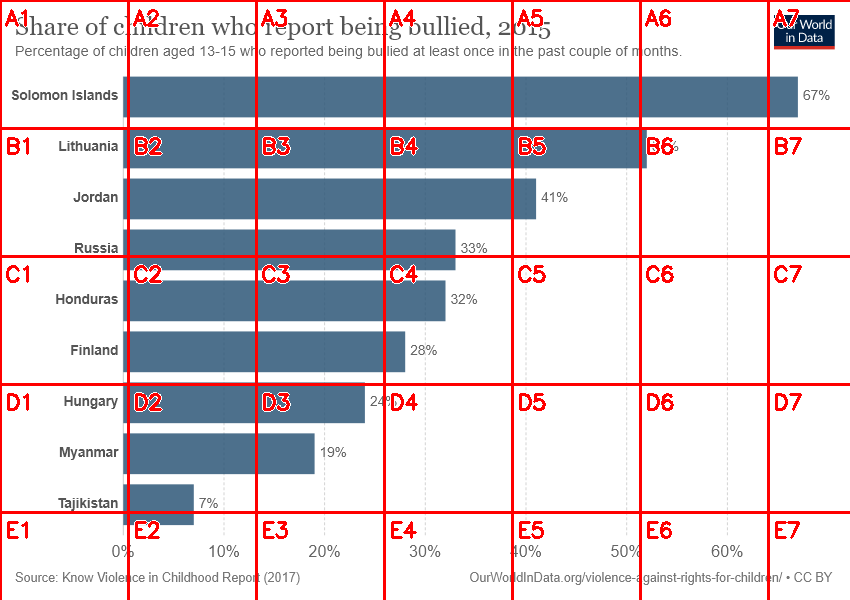 Share of children who report being bullied, 2015
Our World
in Data
Percentage of children aged 13-15 who reported being bullied at least once in the past couple of months.
Solomon Islands 67%
Lithuania
Jordan 41%
Russia 33%
Honduras 32%
Finland 28%
Hungary 24%
Myanmar 19%
Tajikistan 7%
0% 10% 20% 30% 40% 50% 60%
Source: Know Violence in Childhood Report (2017) OurWorldInData.org/violence-against-rights-for-children/ • CC BY
A1 A2 A3 A4 A5 A6 A7
B1 B2 B3 B4 B5 B6 B7
C1 C2 C3 C4 C5 C6 C7
D1 D2 D3 D4 D5 D6 D7
E1 E2 E3 E4 E5 E6 E7